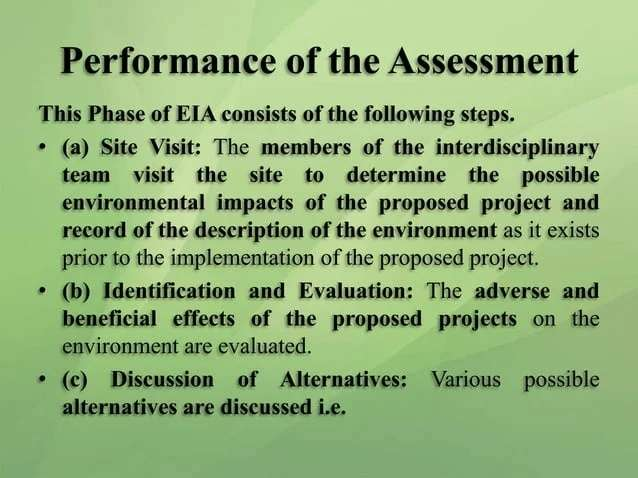 Performance of the Assessment
This Phase of EIA consists of the following steps.
• (a) Site Visit: The members of the interdisciplinary
team visit the site to determine the possible
environmental impacts of the proposed project and
record of the description of the environment as it exists
prior to the implementation of the proposed project.
• (b) Identification and Evaluation: The adverse and
beneficial effects of the proposed projects on the
environment are evaluated.
• (c) Discussion of Alternatives: Various possible
alternatives are discussed i.e.